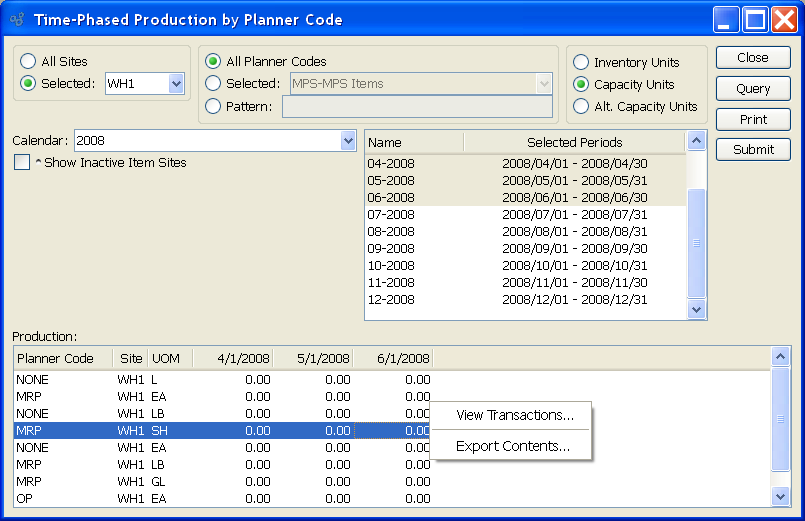 Time-Phased Production by Planner Code
All Sites
Selected: WH1
All Planner Codes
Selected: MPS-MPS Items
Pattern:
Inventory Units
Capacity Units
Alt. Capacity Units
Close
Query
Print
Submit
Calendar: 2008
^ Show Inactive Item Sites
Name Selected Periods
04-2008 2008/04/01 - 2008/04/30
05-2008 2008/05/01 - 2008/05/31
06-2008 2008/06/01 - 2008/06/30
07-2008 2008/07/01 - 2008/07/31
08-2008 2008/08/01 - 2008/08/31
09-2008 2008/09/01 - 2008/09/30
10-2008 2008/10/01 - 2008/10/31
11-2008 2008/11/01 - 2008/11/30
12-2008 2008/12/01 - 2008/12/31
Production:
Planner Code Site UOM 4/1/2008 5/1/2008 6/1/2008
NONE WH1 L 0.00 0.00 0.00
MRP WH1 EA 0.00 0.00 0.00
NONE WH1 LB 0.00 0.00 0.00
MRP WH1 SH 0.00 0.00 0.00
NONE WH1 EA 0.00 0.00 0.00
MRP WH1 LB 0.00 0.00 0.00
MRP WH1 GL 0.00 0.00 0.00
OP WH1 EA 0.00 0.00 0.00
View Transactions...
Export Contents...